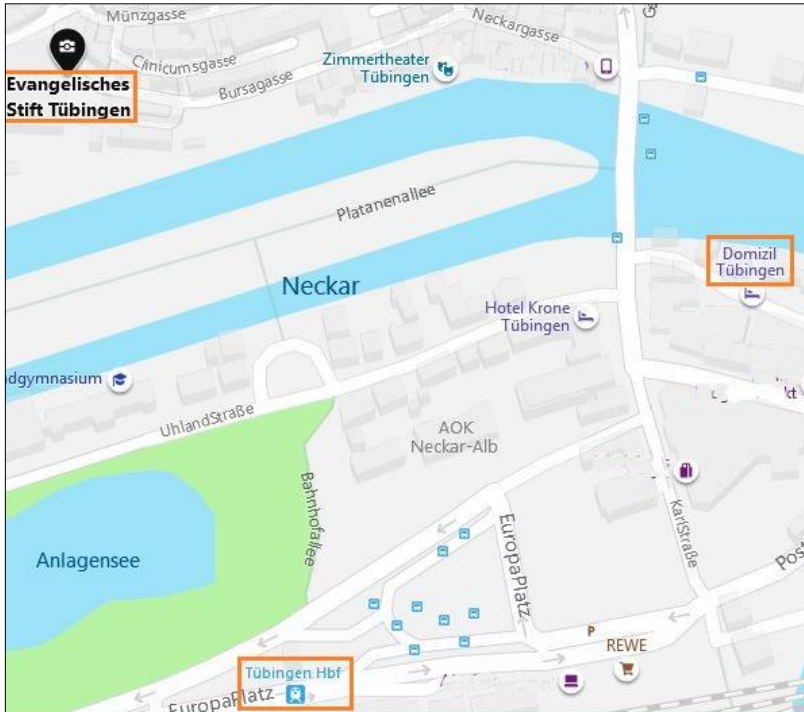 Münzgasse
Neckargasse
Clinicumsgasse
Bursagasse
Zimmertheater
Tübingen
Evangelisches
Stift Tübingen
Platanenallee
Neckar
Domizil
Tübingen
Hotel Krone
Tübingen
dgymnasium
UhlandStraße
AOK
Neckar-Alb
Bahnhofallee
KarlStraße
EuropaPlatz
Anlagensee
Post
P
REWE
Tübingen Hbf
EuropaPlatz